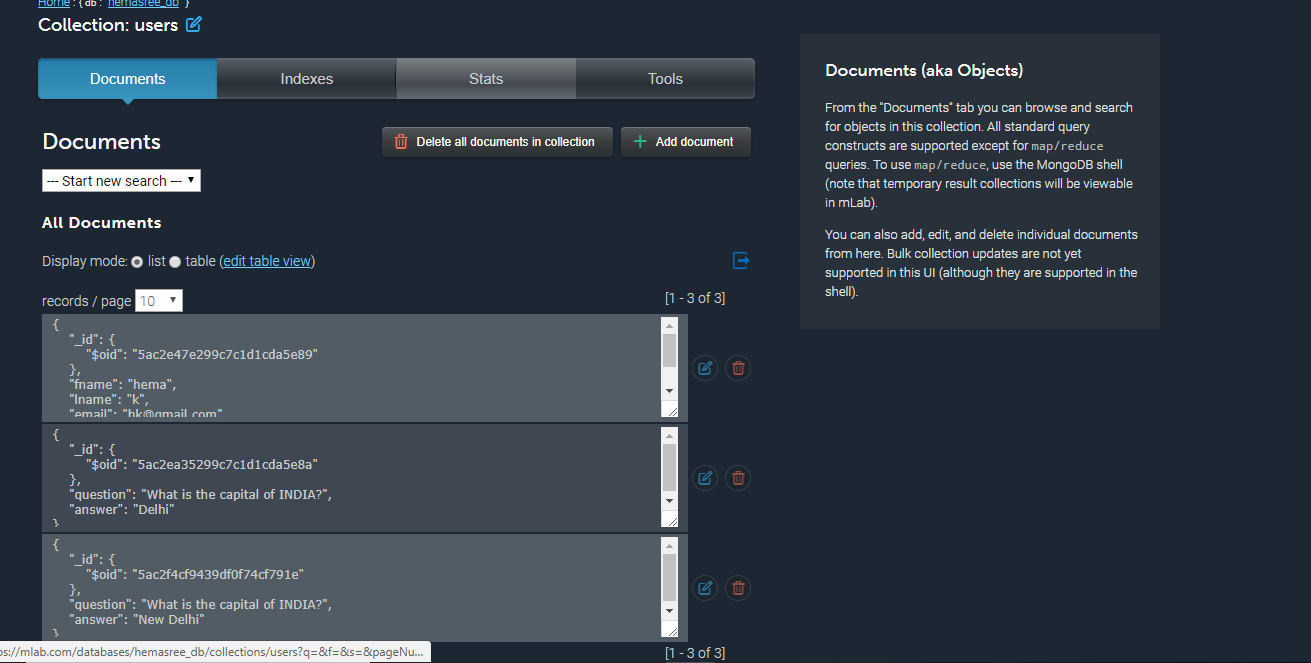 Home : { db : hemasree_db }
Collection: users
Documents
Indexes
Stats
Tools
Documents
Delete all documents in collection
Add document
--- Start new search ---
All Documents
Display mode: list table (edit table view)
records / page 10
[1 - 3 of 3]
{
"_id": {
"$oid": "5ac2e47e299c7c1d1cda5e89"
},
"fname": "hema",
"lname": "k",
"email": "hk@gmail.com"
{
"_id": {
"$oid": "5ac2ea35299c7c1d1cda5e8a"
},
"question": "What is the capital of INDIA?",
"answer": "Delhi"
}
{
"_id": {
"$oid": "5ac2f4cf9439df0f74cf791e"
},
"question": "What is the capital of INDIA?",
"answer": "New Delhi"
}
[1 - 3 of 3]
ps://mlab.com/databases/hemasree_db/collections/users?q=&f=&s=&pageNu...
Documents (aka Objects)
From the "Documents" tab you can browse and search
for objects in this collection. All standard query
constructs are supported except for map/reduce
queries. To use map/reduce, use the MongoDB shell
(note that temporary result collections will be viewable
in mLab).
You can also add, edit, and delete individual documents
from here. Bulk collection updates are not yet
supported in this UI (although they are supported in the
shell).